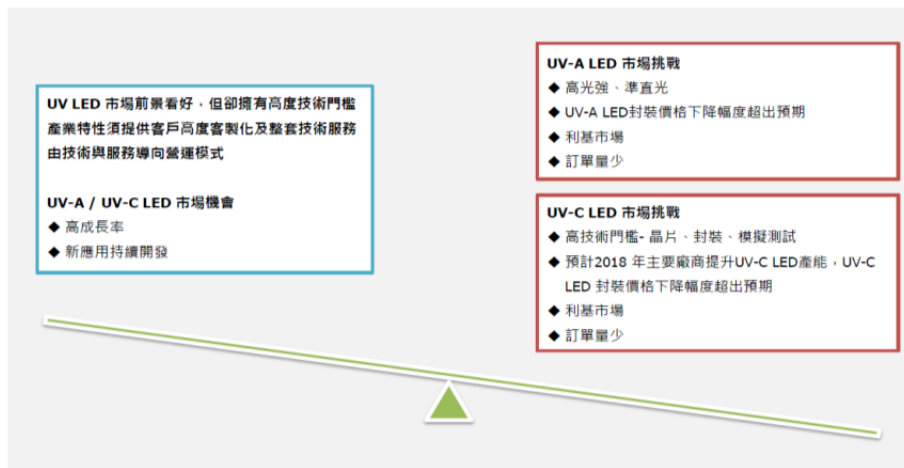 UV LED 市場前景看好，但卻擁有高度技術門檻
產業特性須提供客戶高度客製化及整套技術服務
由技術與服務導向營運模式
UV-A / UV-C LED 市場機會
◆ 高成長率
◆ 新應用持續開發
UV-A LED 市場挑戰
◆ 高光強、準直光
◆ UV-A LED封裝價格下降幅度超出預期
◆ 利基市場
◆ 訂單量少
UV-C LED 市場挑戰
◆ 高技術門檻- 晶片、封裝、模擬測試
◆ 預計2018 年主要廠商提升UV-C LED產能，UV-C
LED 封裝價格下降幅度超出預期
◆ 利基市場
◆ 訂單量少